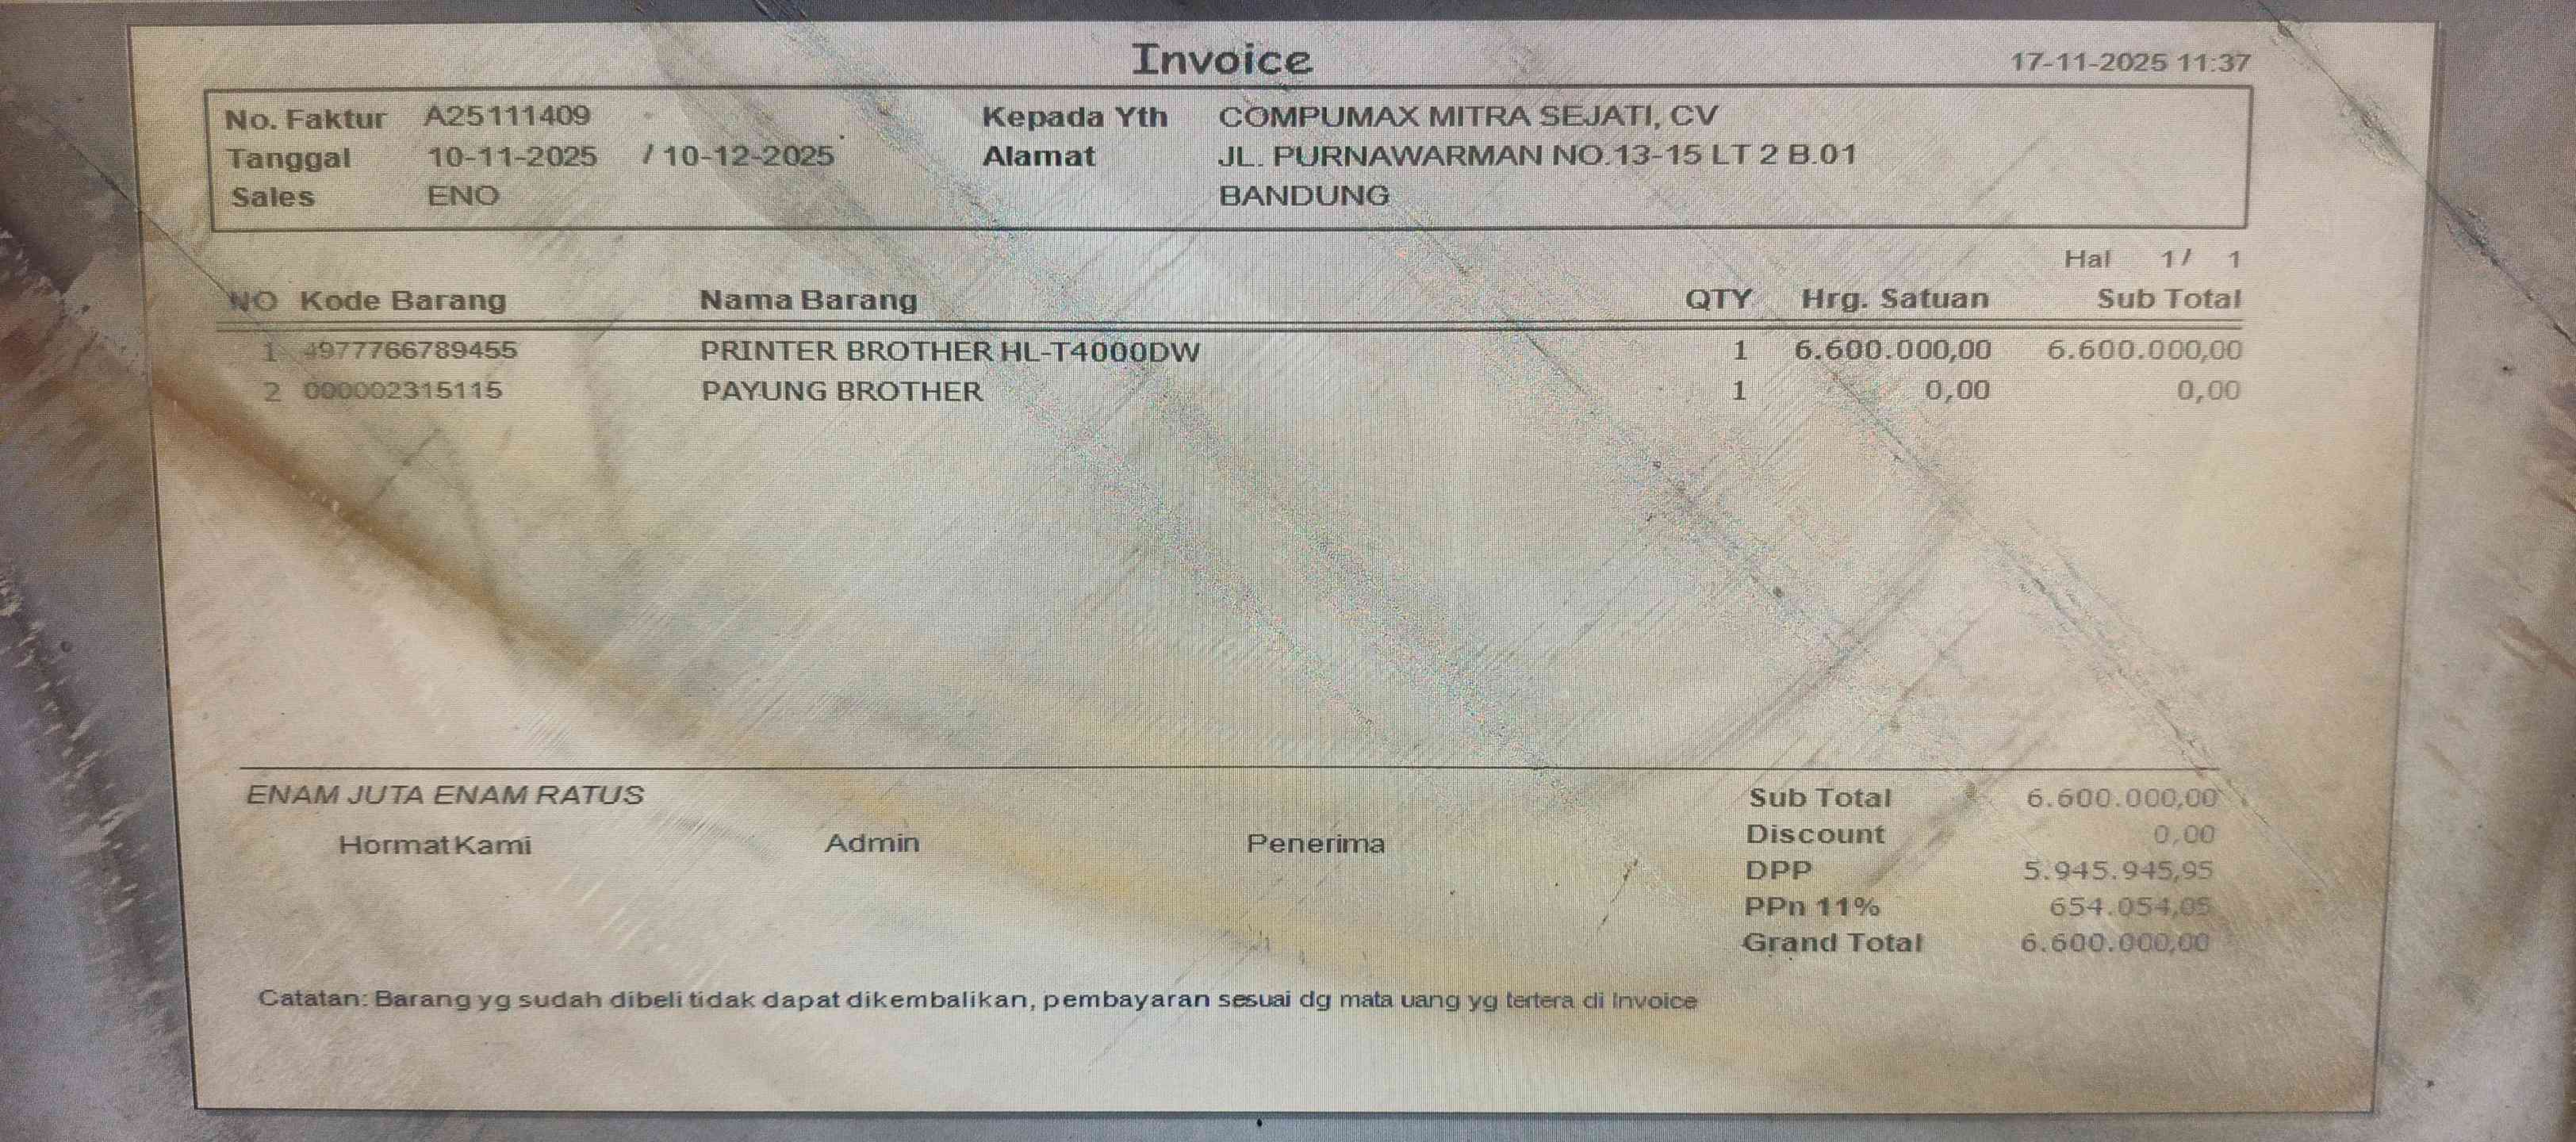 Invoice
17-11-2025 11:37
No. Faktur A25111409 Kepada Yth COMPUMAX MITRA SEJATI, CV
Tanggal 10-11-2025 / 10-12-2025 Alamat JL. PURNAWARMAN NO.13-15 LT 2 B.01
Sales ENO BANDUNG
Hal 1 / 1
NO Kode Barang Nama Barang QTY Hrg. Satuan Sub Total
1 4977766789455 PRINTER BROTHER HL-T4000DW 1 6.600.000,00 6.600.000,00
2 000002315115 PAYUNG BROTHER 1 0,00 0,00
ENAM JUTA ENAM RATUS Sub Total 6.600.000,00
Hormat Kami Admin Penerima Discount 0,00
DPP 5.945.945,95
PPn 11% 654.054,05
Grand Total 6.600.000,00
Catatan: Barang yg sudah dibeli tidak dapat dikembalikan, pembayaran sesuai dg mata uang yg tertera di Invoice